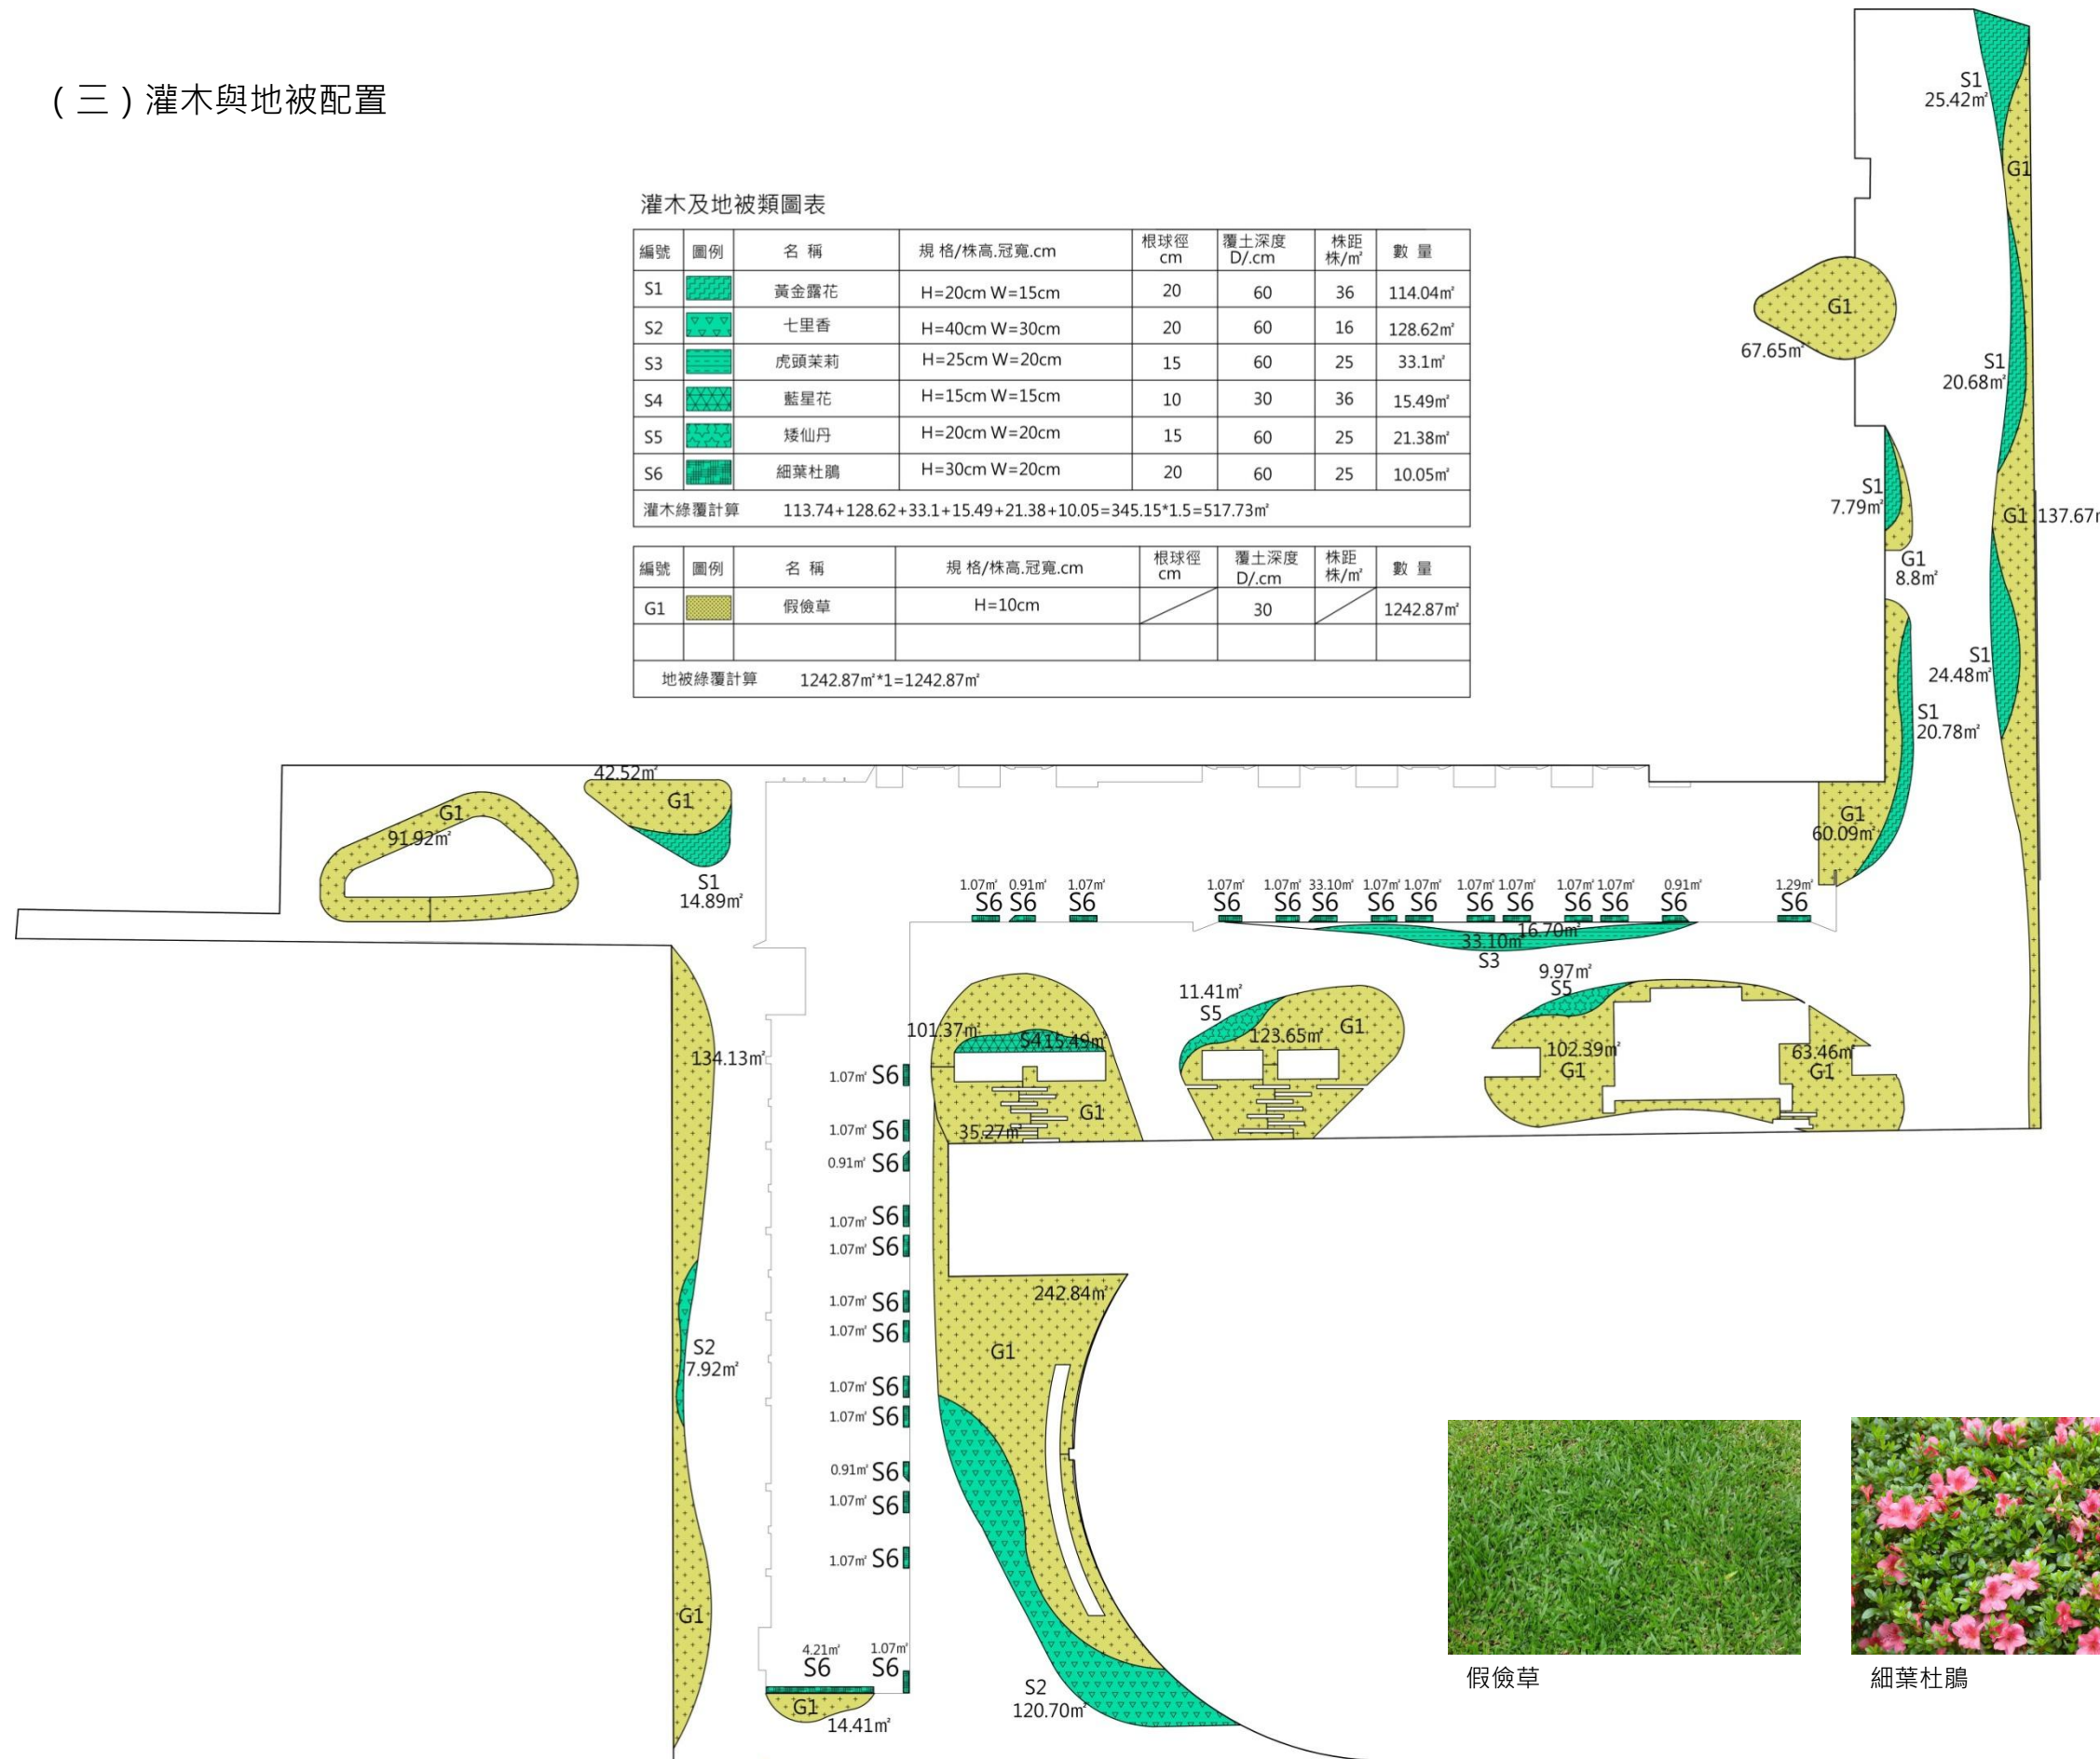 （三）灌木與地被配置
灌木及地被類圖表
編號 圖例 名 稱 規 格/株高.冠寬.cm 根球徑 cm 覆土深度 D/.cm 株距 株/㎡ 數 量
S1 黃金露花 H=20cm W=15cm 20 60 36 114.04㎡
S2 七里香 H=40cm W=30cm 20 60 16 128.62㎡
S3 虎頭茉莉 H=25cm W=20cm 15 60 25 33.1㎡
S4 藍星花 H=15cm W=15cm 10 30 36 15.49㎡
S5 矮仙丹 H=20cm W=20cm 15 60 25 21.38㎡
S6 細葉杜鵑 H=30cm W=20cm 20 60 25 10.05㎡
灌木綠覆計算 113.74+128.62+33.1+15.49+21.38+10.05=345.15*1.5=517.73㎡
編號 圖例 名 稱 規 格/株高.冠寬.cm 根球徑 cm 覆土深度 D/.cm 株距 株/㎡ 數 量
G1 假儉草 H=10cm 30 1242.87㎡
地被綠覆計算 1242.87㎡*1=1242.87㎡
S1
25.42㎡
G1
G1
67.65㎡
S1
20.68㎡
S1
7.79㎡
G1 137.67
G1
8.8㎡
S1
24.48㎡
S1
20.78㎡
G1
60.09㎡
42.52㎡
G1
G1
91.92㎡
S1
14.89㎡
1.07㎡ 0.91㎡ 1.07㎡ 1.07㎡ 1.07㎡ 33.10㎡ 1.07㎡ 1.07㎡ 1.07㎡ 1.07㎡ 1.07㎡ 1.07㎡ 0.91㎡ 1.29㎡
S6 S6 S6 S6 S6 S6 S6 S6 S6 S6 S6 S6 S6 S6
16.70㎡
33.10㎡
S3
9.97㎡
S5
11.41㎡
S5
101.37㎡
S4 15.49㎡
123.65㎡ G1
102.39㎡
G1
63.46㎡
G1
134.13㎡
G1
35.27㎡
1.07㎡ S6
1.07㎡ S6
0.91㎡ S6
1.07㎡ S6
1.07㎡ S6
1.07㎡ S6
1.07㎡ S6
1.07㎡ S6
1.07㎡ S6
0.91㎡ S6
1.07㎡ S6
1.07㎡ S6
242.84㎡
G1
S2
7.92㎡
G1
4.21㎡ 1.07㎡
S6 S6
G1
14.41㎡
S2
120.70㎡
假儉草
細葉杜鵑